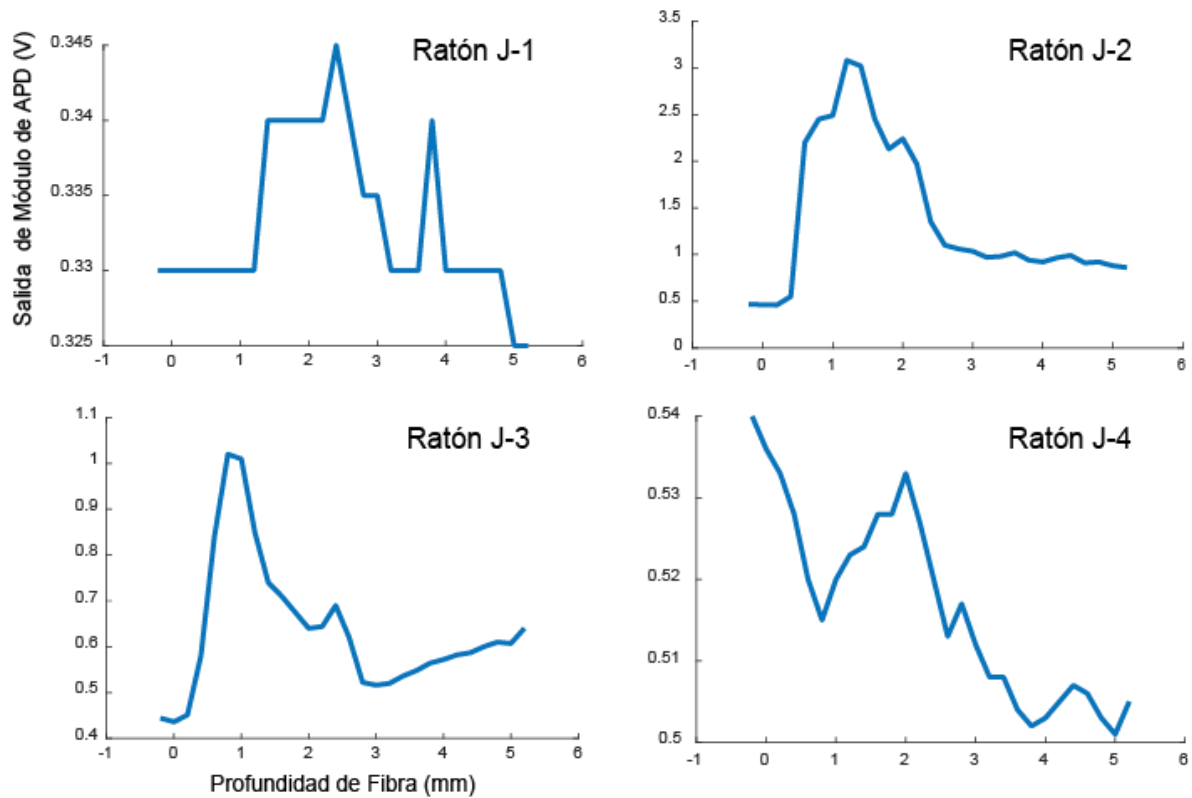 Salida de Módulo de APD (V)
Ratón J-1
0.345
0.34
0.335
0.33
0.325
-1 0 1 2 3 4 5 6
Ratón J-2
3.5
3
2.5
2
1.5
1
0.5
0
-1 0 1 2 3 4 5 6
Ratón J-3
1.1
1
0.9
0.8
0.7
0.6
0.5
0.4
-1 0 1 2 3 4 5 6
Profundidad de Fibra (mm)
Ratón J-4
0.54
0.53
0.52
0.51
0.5
-1 0 1 2 3 4 5 6